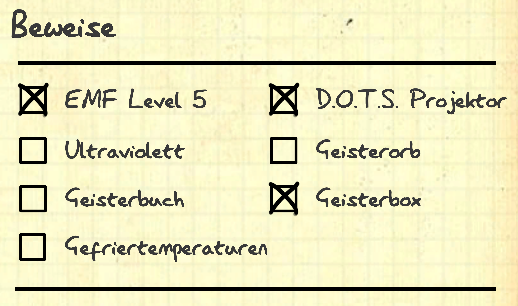 Beweise
EMF Level 5
D.O.T.S. Projektor
Ultraviolett
Geisterorb
Geisterbuch
Geisterbox
Gefriertemperaturen